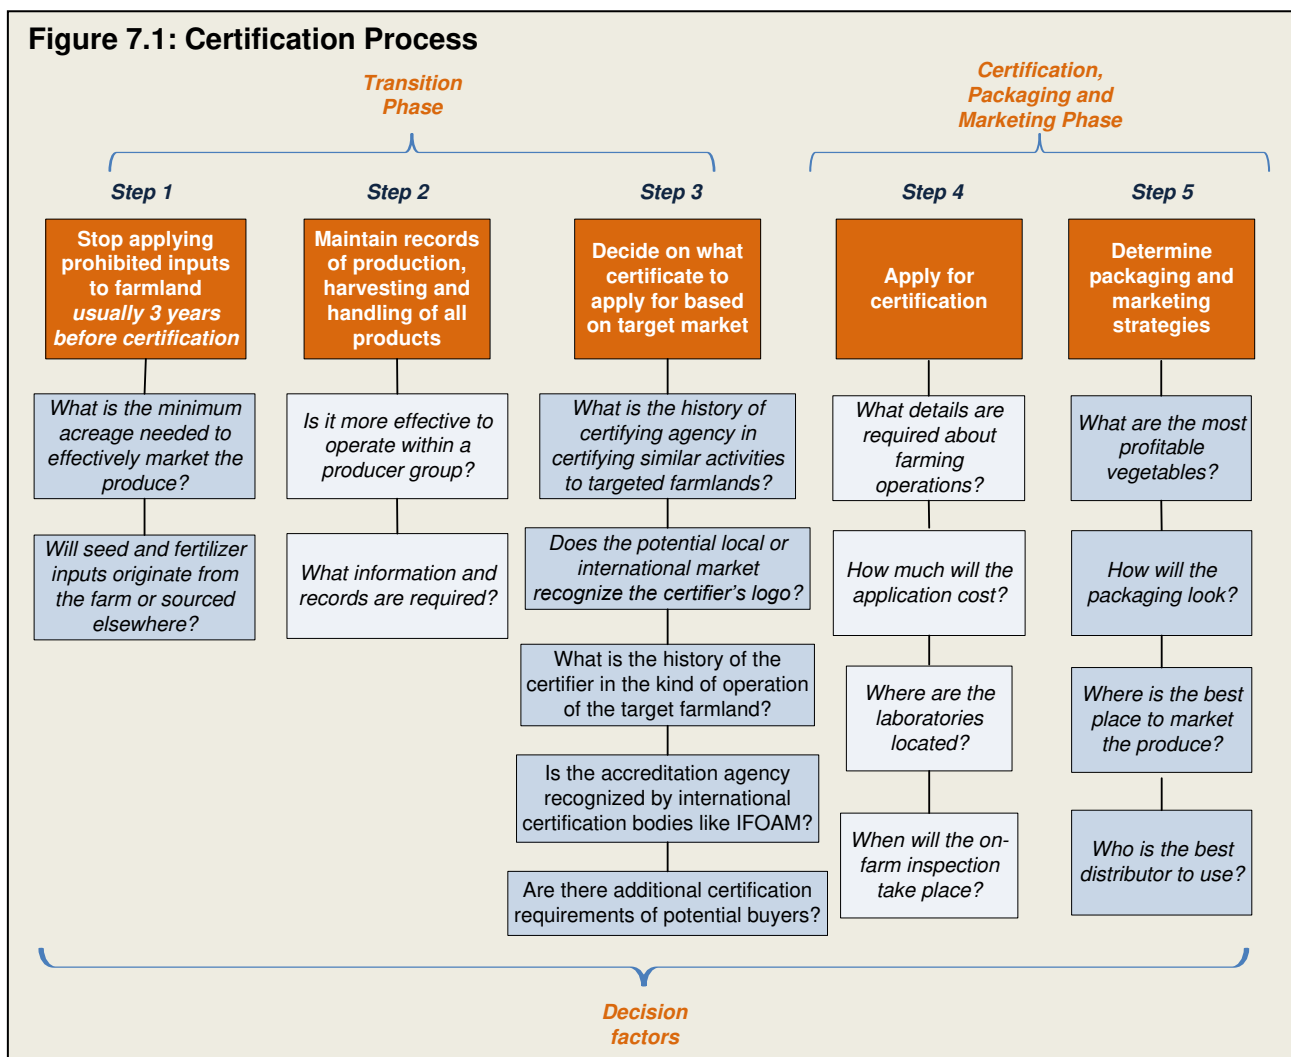 Figure 7.1: Certification Process
Transition
Phase
Certification,
Packaging and
Marketing Phase
Step 1
Step 2
Step 3
Step 4
Step 5
Stop applying
prohibited inputs
to farmland
usually 3 years
before certification
Maintain records
of production,
harvesting and
handling of all
products
Decide on what
certificate to
apply for based
on target market
Apply for
certification
Determine
packaging and
marketing
strategies
What is the minimum
acreage needed to
effectively market the
produce?
Will seed and fertilizer
inputs originate from
the farm or sourced
elsewhere?
Is it more effective to
operate within a
producer group?
What information and
records are required?
What is the history of
certifying agency in
certifying similar activities
to targeted farmlands?
Does the potential local or
international market
recognize the certifier's logo?
What is the history of the
certifier in the kind of operation
of the target farmland?
Is the accreditation agency
recognized by international
certification bodies like IFOAM?
Are there additional certification
requirements of potential buyers?
What details are
required about
farming
operations?
How much will the
application cost?
Where are the
laboratories
located?
When will the on-
farm inspection
take place?
What are the most
profitable
vegetables?
How will the
packaging look?
Where is the best
place to market
the produce?
Who is the best
distributor to use?
Decision
factors